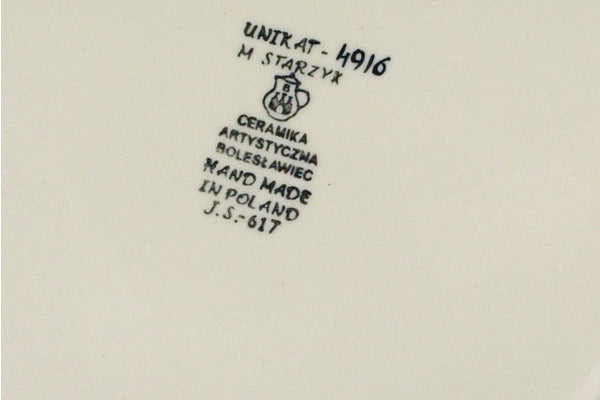 UNIKAT - 4916
M STARZYK
B
CERAMIKA
ARTYSTYCZNA
BOLESŁAWIEC
HAND MADE
IN POLAND
J.S.-617